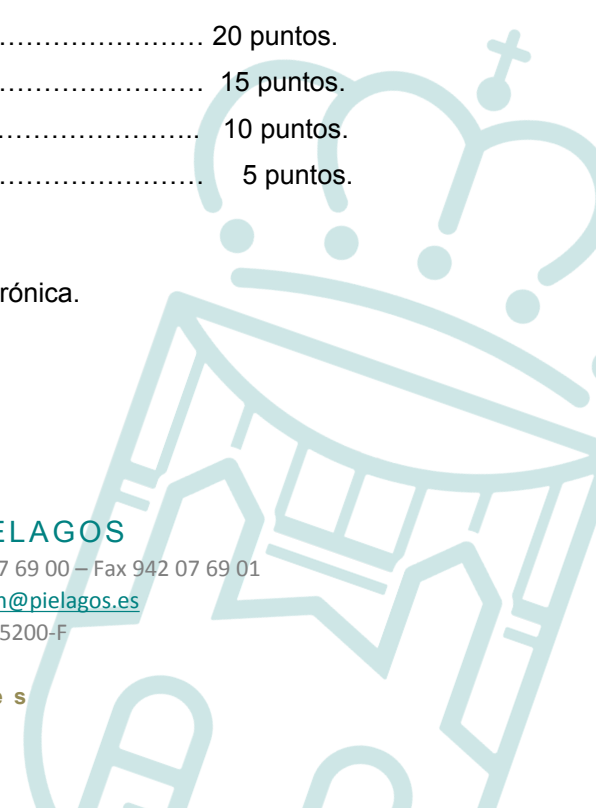 …………………… 20 puntos.
…………………… 15 puntos.
………………….. 10 puntos.
…………………… 5 puntos.
rónica.
ELAGOS
7 69 00 – Fax 942 07 69 01
n@pielagos.es
5200-F
e s